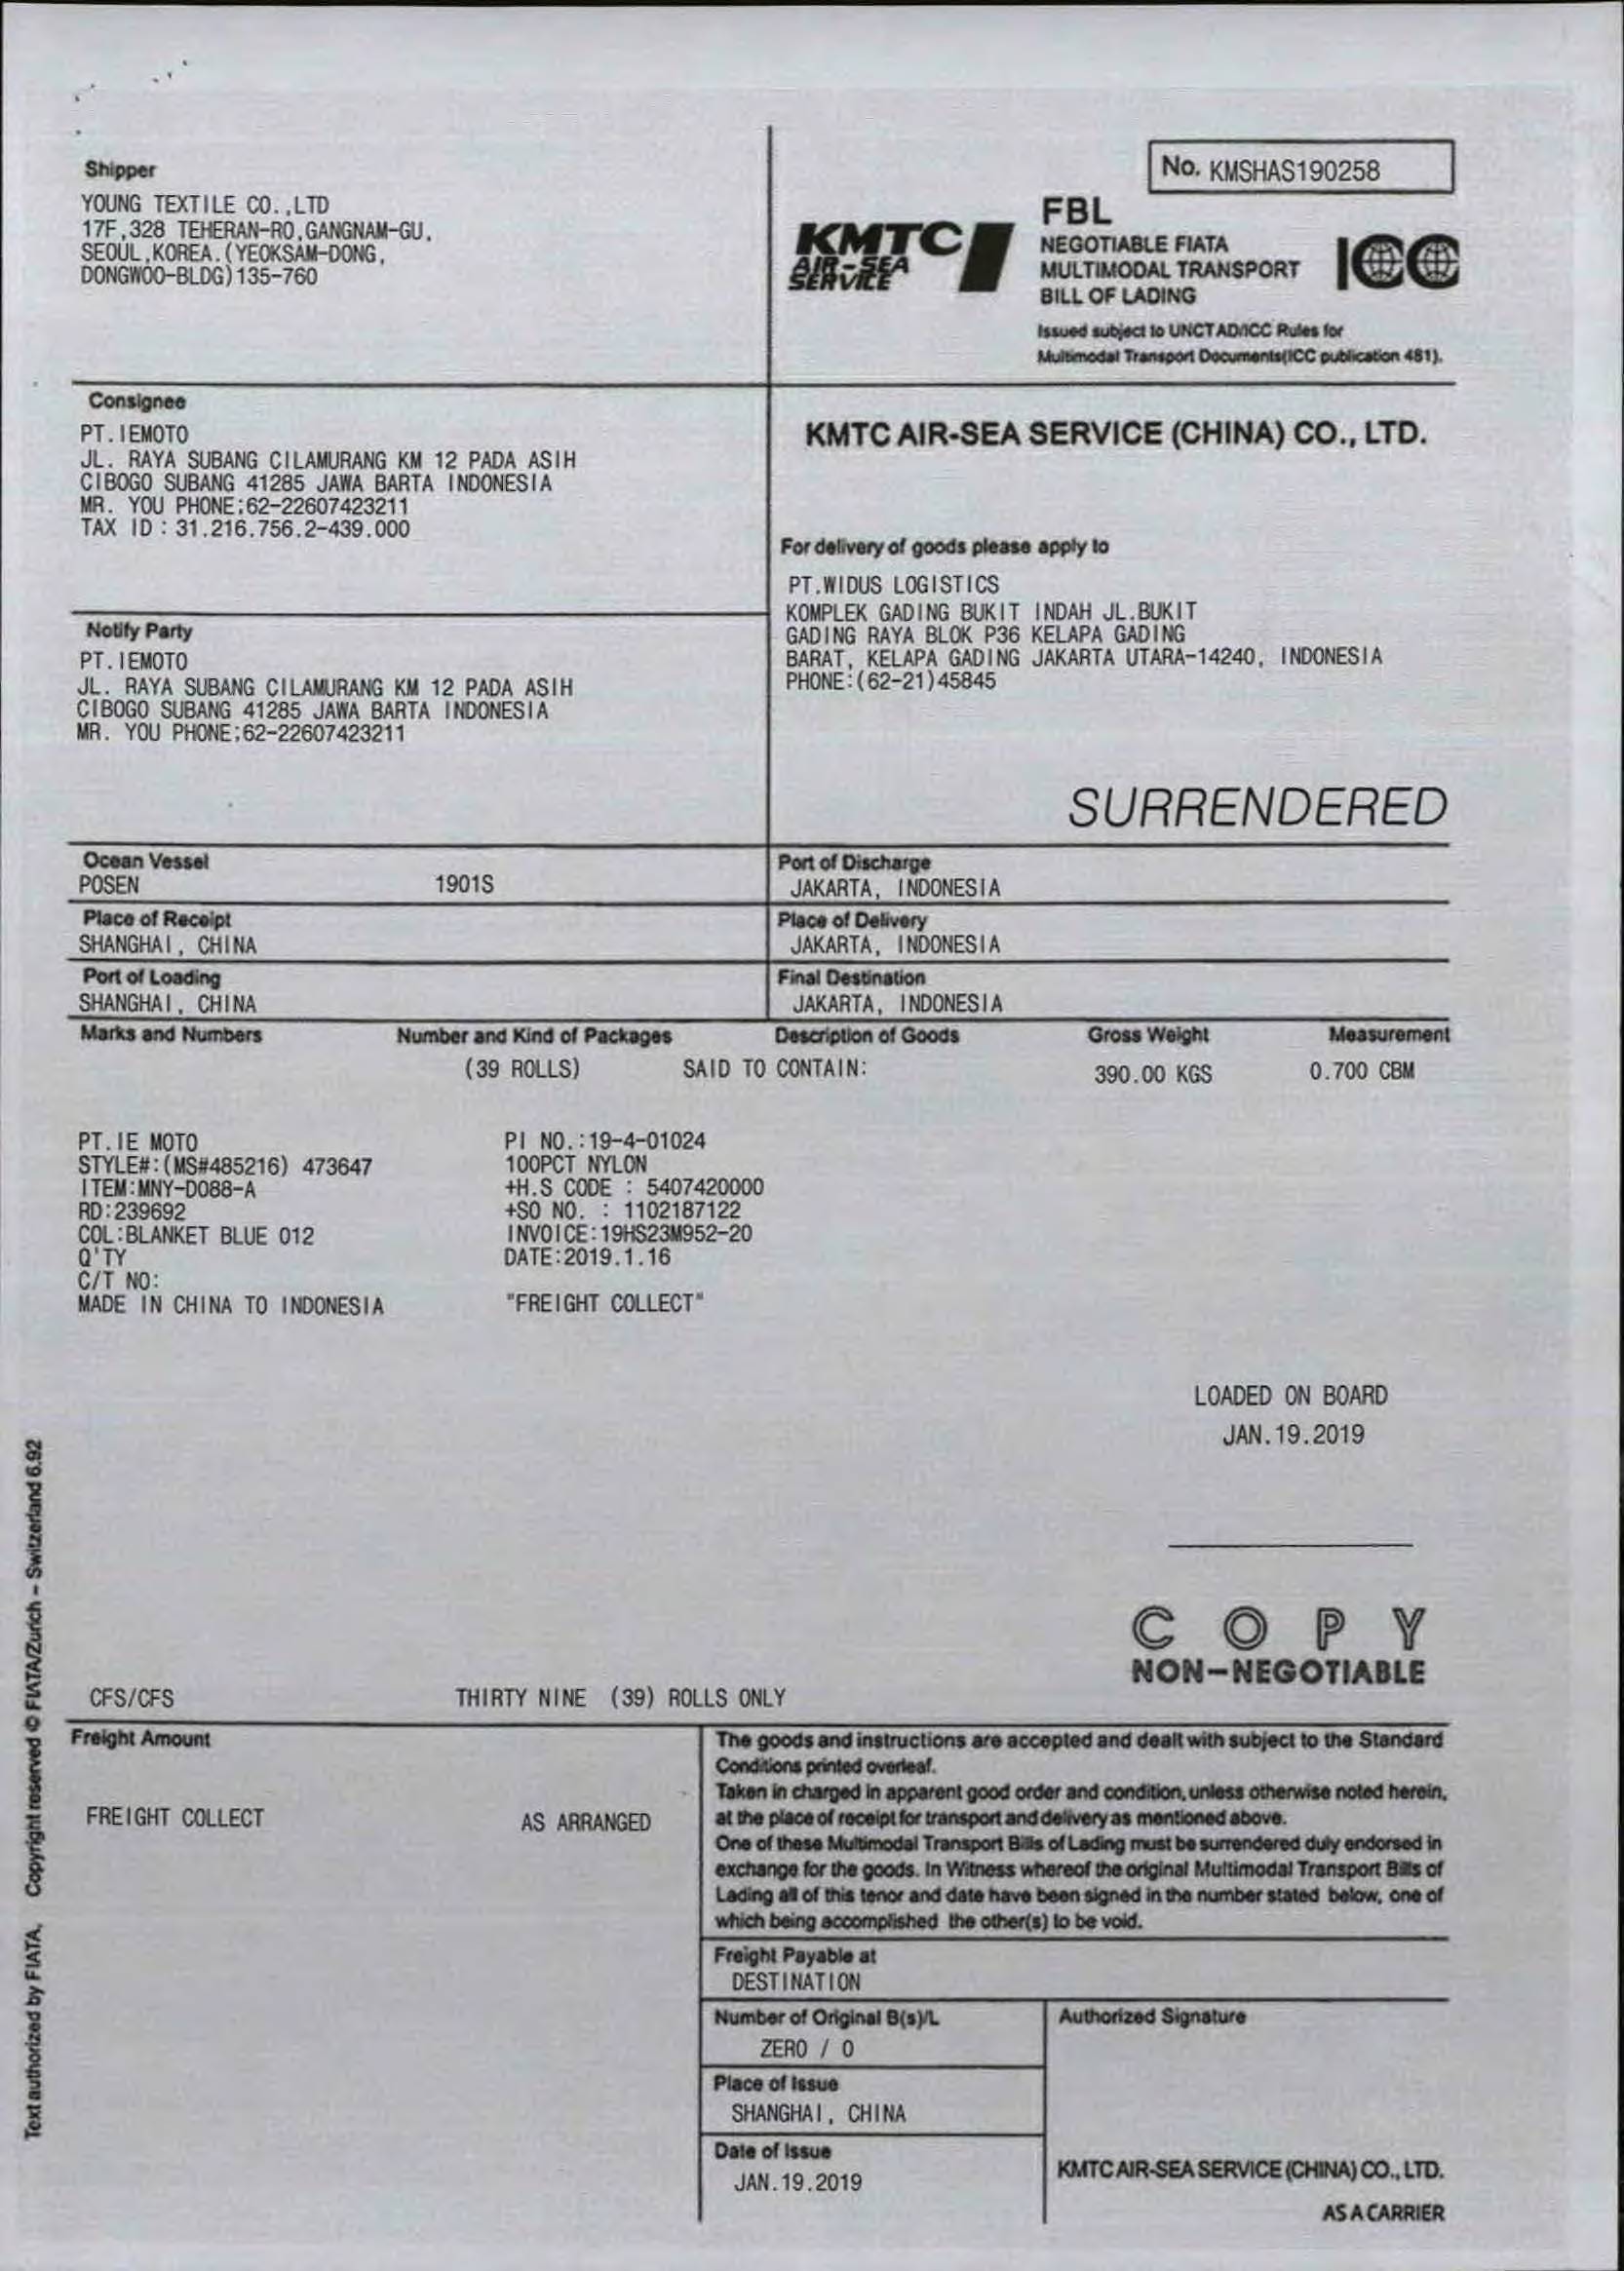 Shipper
YOUNG TEXTILE CO.,LTD
17F,328 TEHERAN-RO,GANGNAM-GU,
SEOUL,KOREA.(YEOKSAM-DONG,
DONGWOO-BLDG)135-760
No. KMSHAS190258
KMTC
AIR-SEA
SERVICE
FBL
NEGOTIABLE FIATA
MULTIMODAL TRANSPORT
BILL OF LADING
ICC
Issued subject to UNCTAD/ICC Rules for
Multimodal Transport Documents(ICC publication 481).
Consignee
PT.IEMOTO
JL. RAYA SUBANG CILAMURANG KM 12 PADA ASIH
CIBOGO SUBANG 41285 JAWA BARTA INDONESIA
MR. YOU PHONE:62-22607423211
TAX ID : 31.216.756.2-439.000
KMTC AIR-SEA SERVICE (CHINA) CO., LTD.
For delivery of goods please apply to
PT.WIDUS LOGISTICS
KOMPLEK GADING BUKIT INDAH JL.BUKIT
GADING RAYA BLOK P36 KELAPA GADING
BARAT, KELAPA GADING JAKARTA UTARA-14240, INDONESIA
PHONE:(62-21)45845
Notify Party
PT.IEMOTO
JL. RAYA SUBANG CILAMURANG KM 12 PADA ASIH
CIBOGO SUBANG 41285 JAWA BARTA INDONESIA
MR. YOU PHONE:62-22607423211
SURRENDERED
Ocean Vessel
POSEN 1901S
Port of Discharge
JAKARTA, INDONESIA
Place of Receipt
SHANGHAI, CHINA
Place of Delivery
JAKARTA, INDONESIA
Port of Loading
SHANGHAI, CHINA
Final Destination
JAKARTA, INDONESIA
Marks and Numbers Number and Kind of Packages Description of Goods Gross Weight Measurement
(39 ROLLS) SAID TO CONTAIN: 390.00 KGS 0.700 CBM
PT.IE MOTO
STYLE#:(MS#485216) 473647
ITEM:MNY-D088-A
RD:239692
COL:BLANKET BLUE 012
Q'TY
C/T NO:
MADE IN CHINA TO INDONESIA
PI NO.:19-4-01024
100PCT NYLON
+H.S CODE : 5407420000
+SO NO. : 1102187122
INVOICE:19HS23M952-20
DATE:2019.1.16
"FREIGHT COLLECT"
LOADED ON BOARD
JAN.19.2019
COPY
NON-NEGOTIABLE
CFS/CFS THIRTY NINE (39) ROLLS ONLY
Freight Amount
FREIGHT COLLECT AS ARRANGED
The goods and instructions are accepted and dealt with subject to the Standard
Conditions printed overleaf.
Taken in charged in apparent good order and condition, unless otherwise noted herein,
at the place of receipt for transport and delivery as mentioned above.
One of these Multimodal Transport Bills of Lading must be surrendered duly endorsed in
exchange for the goods. In Witness whereof the original Multimodal Transport Bills of
Lading all of this tenor and date have been signed in the number stated below, one of
which being accomplished the other(s) to be void.
Freight Payable at
DESTINATION
Number of Original B(s)/L
ZERO / 0
Authorized Signature
Place of Issue
SHANGHAI, CHINA
Date of Issue
JAN.19.2019
KMTC AIR-SEA SERVICE (CHINA) CO., LTD.
AS A CARRIER
Text authorized by FIATA. Copyright reserved © FIATA/Zurich - Switzerland 6.92